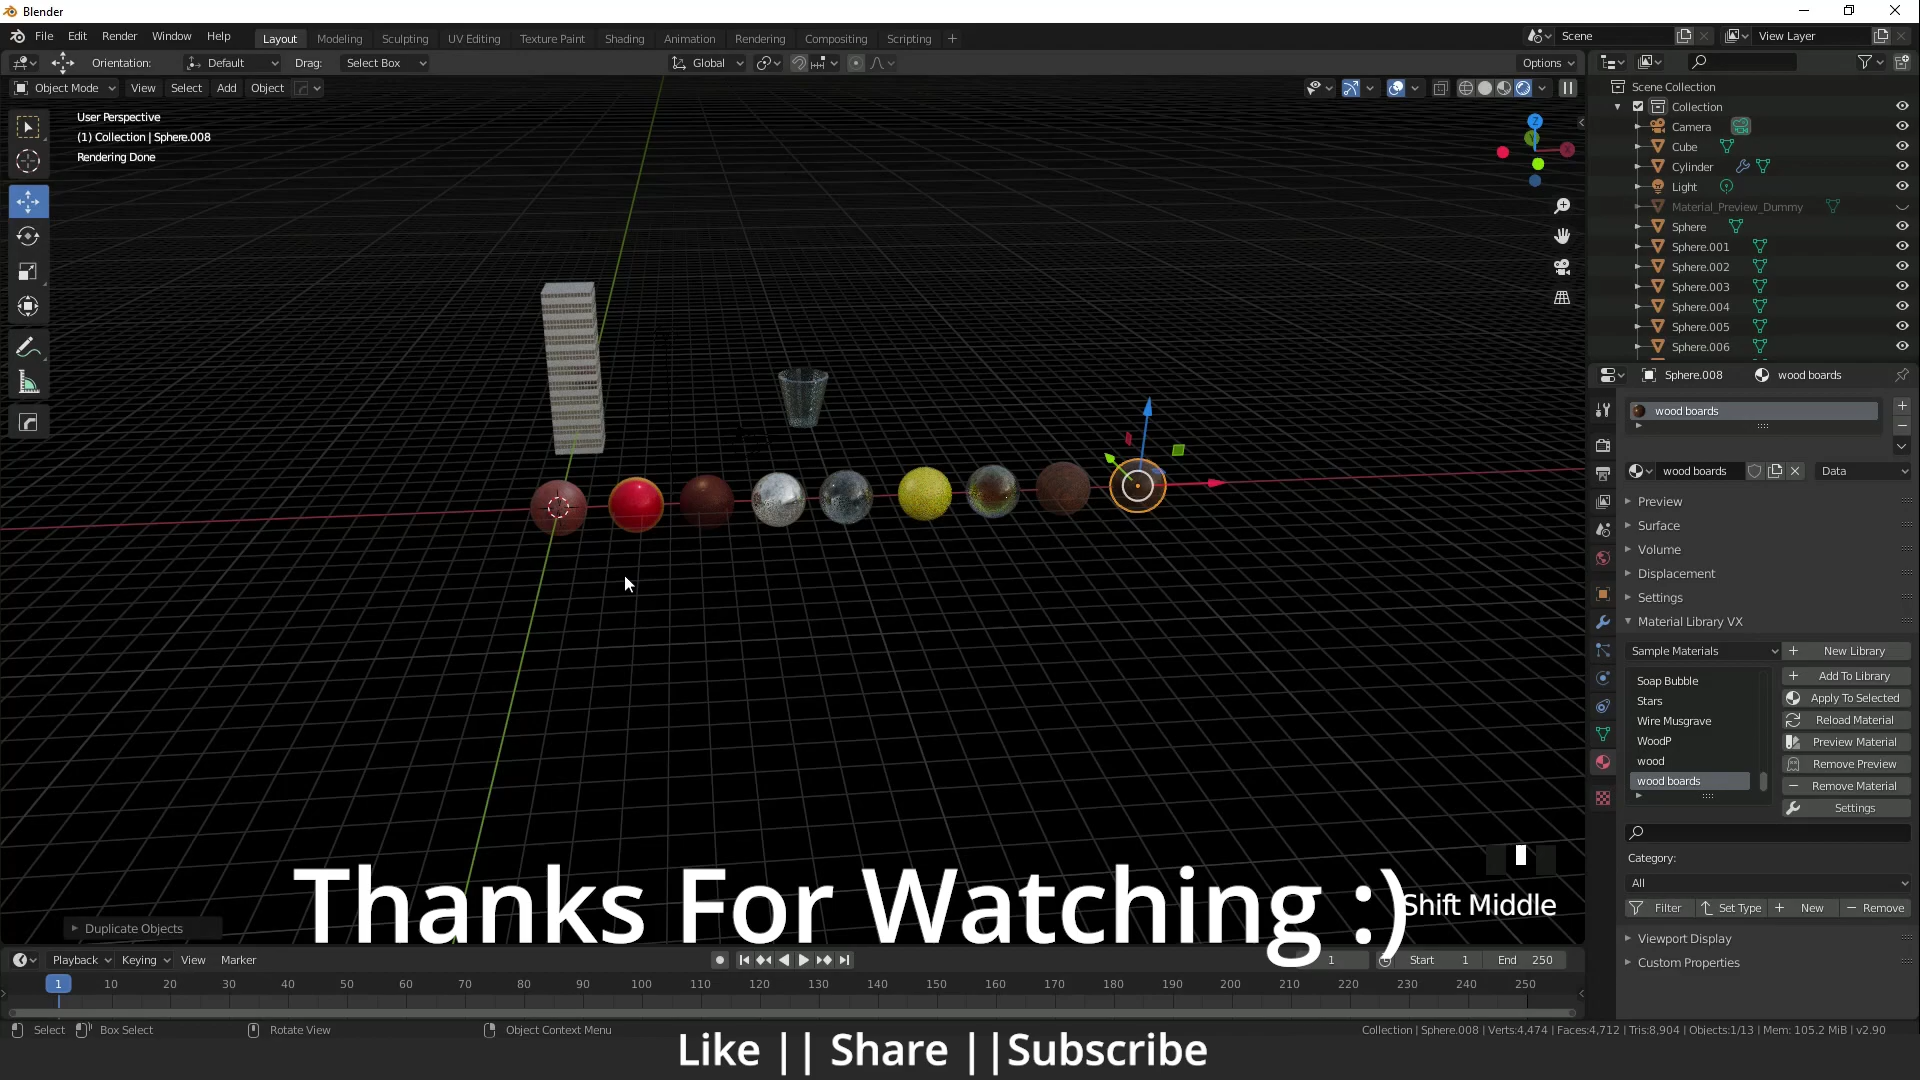 Blender
File Edit Render Window Help
Layout Modeling Sculpting UV Editing Texture Paint Shading Animation Rendering Compositing Scripting +
Scene
View Layer
Orientation: Default Drag: Select Box
Global
Options
Object Mode View Select Add Object
User Perspective
(1) Collection | Sphere.008
Rendering Done
Z
Scene Collection
Collection
Camera
Cube
Cylinder
Light
Material_Preview_Dummy
Sphere
Sphere.001
Sphere.002
Sphere.003
Sphere.004
Sphere.005
Sphere.006
Sphere.008 wood boards
wood boards
wood boards Data
Preview
Surface
Volume
Displacement
Settings
Material Library VX
Sample Materials
New Library
Soap Bubble
Stars
Wire Musgrave
WoodP
wood
wood boards
Add To Library
Apply To Selected
Reload Material
Preview Material
Remove Preview
Remove Material
Settings
Category:
All
Filter Set Type New Remove
Viewport Display
Custom Properties
Thanks For Watching :)
Shift Middle
Duplicate Objects
Playback Keying View Marker
1 Start 1 End 250
1 10 20 30 40 50 60 70 80 90 100 110 120 130 140 150 160 170 180 190 200 210 220 230 240 250
Select Box Select Rotate View Object Context Menu
Collection | Sphere.008 | Verts:4,474 | Faces:4,712 | Tris:8,904 | Objects:1/13 | Mem: 105.2 MiB | v2.90
Like || Share ||Subscribe